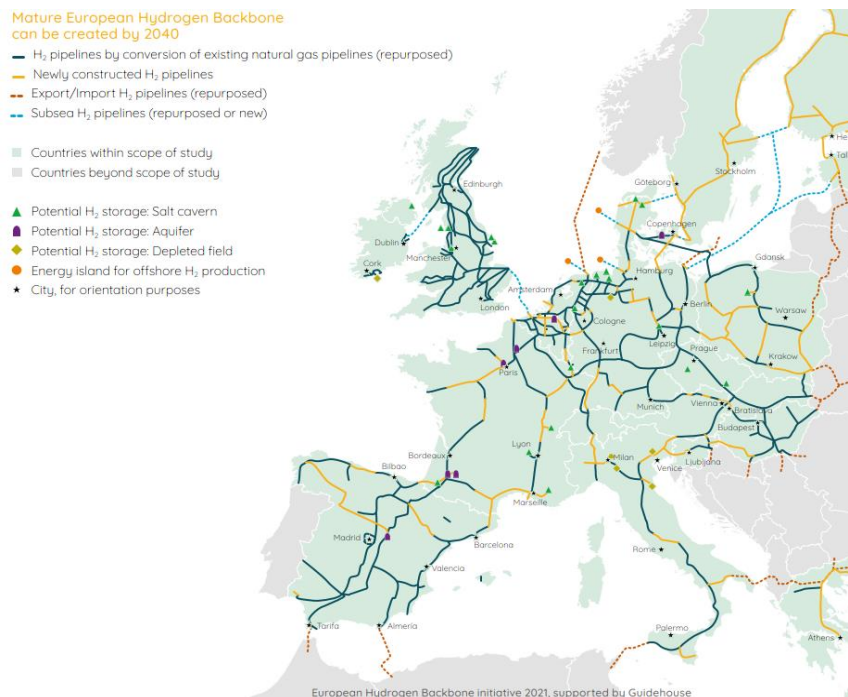 Mature European Hydrogen Backbone
can be created by 2040
H₂ pipelines by conversion of existing natural gas pipelines (repurposed)
Newly constructed H₂ pipelines
Export/Import H₂ pipelines (repurposed)
Subsea H₂ pipelines (repurposed or new)
Countries within scope of study
Countries beyond scope of study
Potential H₂ storage: Salt cavern
Potential H₂ storage: Aquifer
Potential H₂ storage: Depleted field
Energy island for offshore H₂ production
City, for orientation purposes
He
Tal
Stockholm
Edinburgh
Göteborg
Copenhagen
Dublin
Manchester
Cork
Gdansk
Hamburg
Amsterdam
London
Berlin
Warsaw
Cologne
Leipzig
Frankfurt
Prague
Krakow
Paris
Munich
Vienna
Bratislava
Budapest
Lyon
Milan
Venice
Ljubljana
Bordeaux
Bilbao
Marseille
Madrid
Barcelona
Rome
Valencia
Palermo
Tarifa
Almería
Athens
European Hydrogen Backbone initiative 2021, supported by Guidehouse